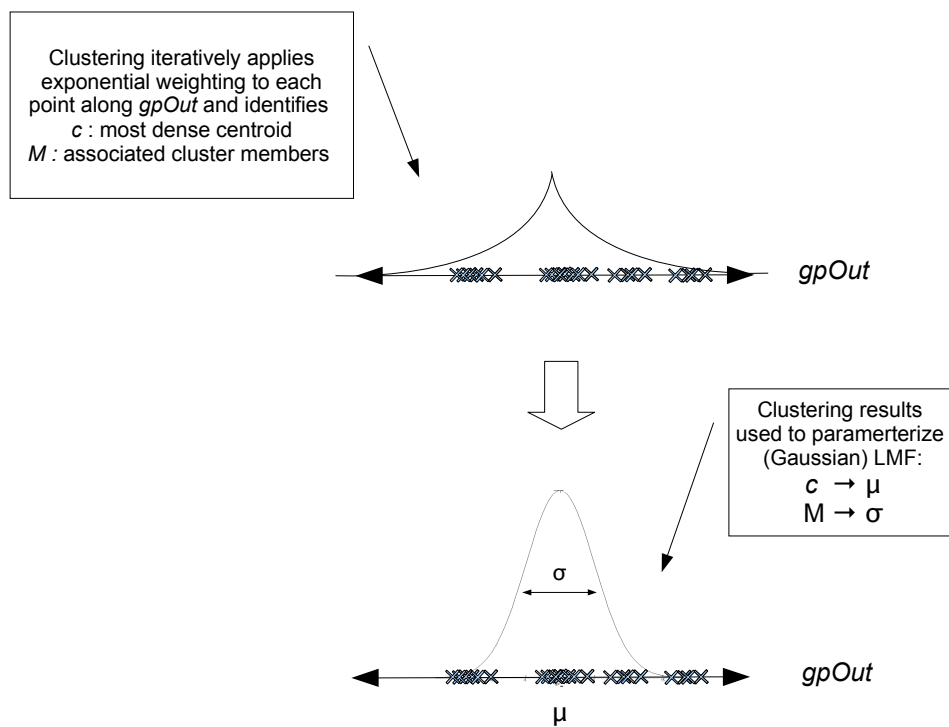 Clustering iteratively applies
exponential weighting to each
point along gpOut and identifies
c : most dense centroid
M : associated cluster members
gpOut
Clustering results
used to paramerterize
(Gaussian) LMF:
c → μ
M → σ
σ
gpOut
μ